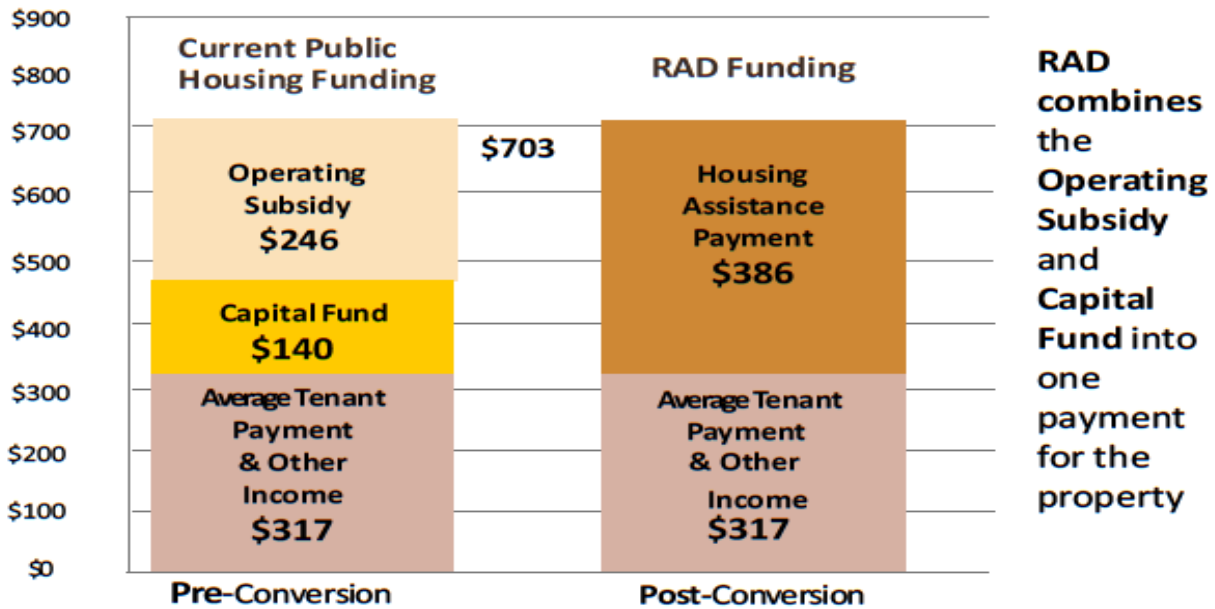 $900
$800
$700
$600
$500
$400
$300
$200
$100
$0
Current Public
Housing Funding
RAD Funding
$703
Operating
Subsidy
$246
Capital Fund
$140
Average Tenant
Payment
& Other
Income
$317
Housing
Assistance
Payment
$386
Average Tenant
Payment
& Other
Income
$317
Pre-Conversion
Post-Conversion
RAD
combines
the
Operating
Subsidy
and
Capital
Fund into
one
payment
for the
property